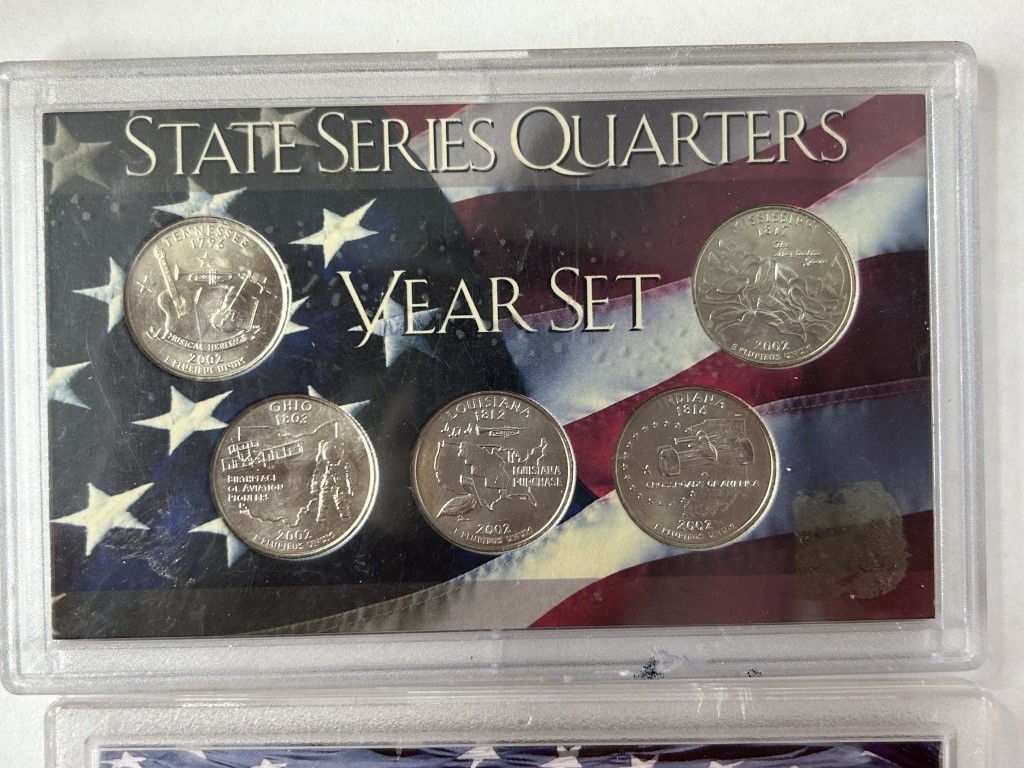 STATE SERIES QUARTERS
YEAR SET
TENNESSEE
1796
MUSICAL HERITAGE
2002
E PLURIBUS UNUM
MISSISSIPPI
1817
The
Magnolia
State
2002
E PLURIBUS UNUM
OHIO
1803
BIRTHPLACE
OF AVIATION
PIONEERS
2002
E PLURIBUS UNUM
LOUISIANA
1812
LOUISIANA
PURCHASE
2002
E PLURIBUS UNUM
INDIANA
1816
CROSSROADS OF AMERICA
2002
E PLURIBUS UNUM